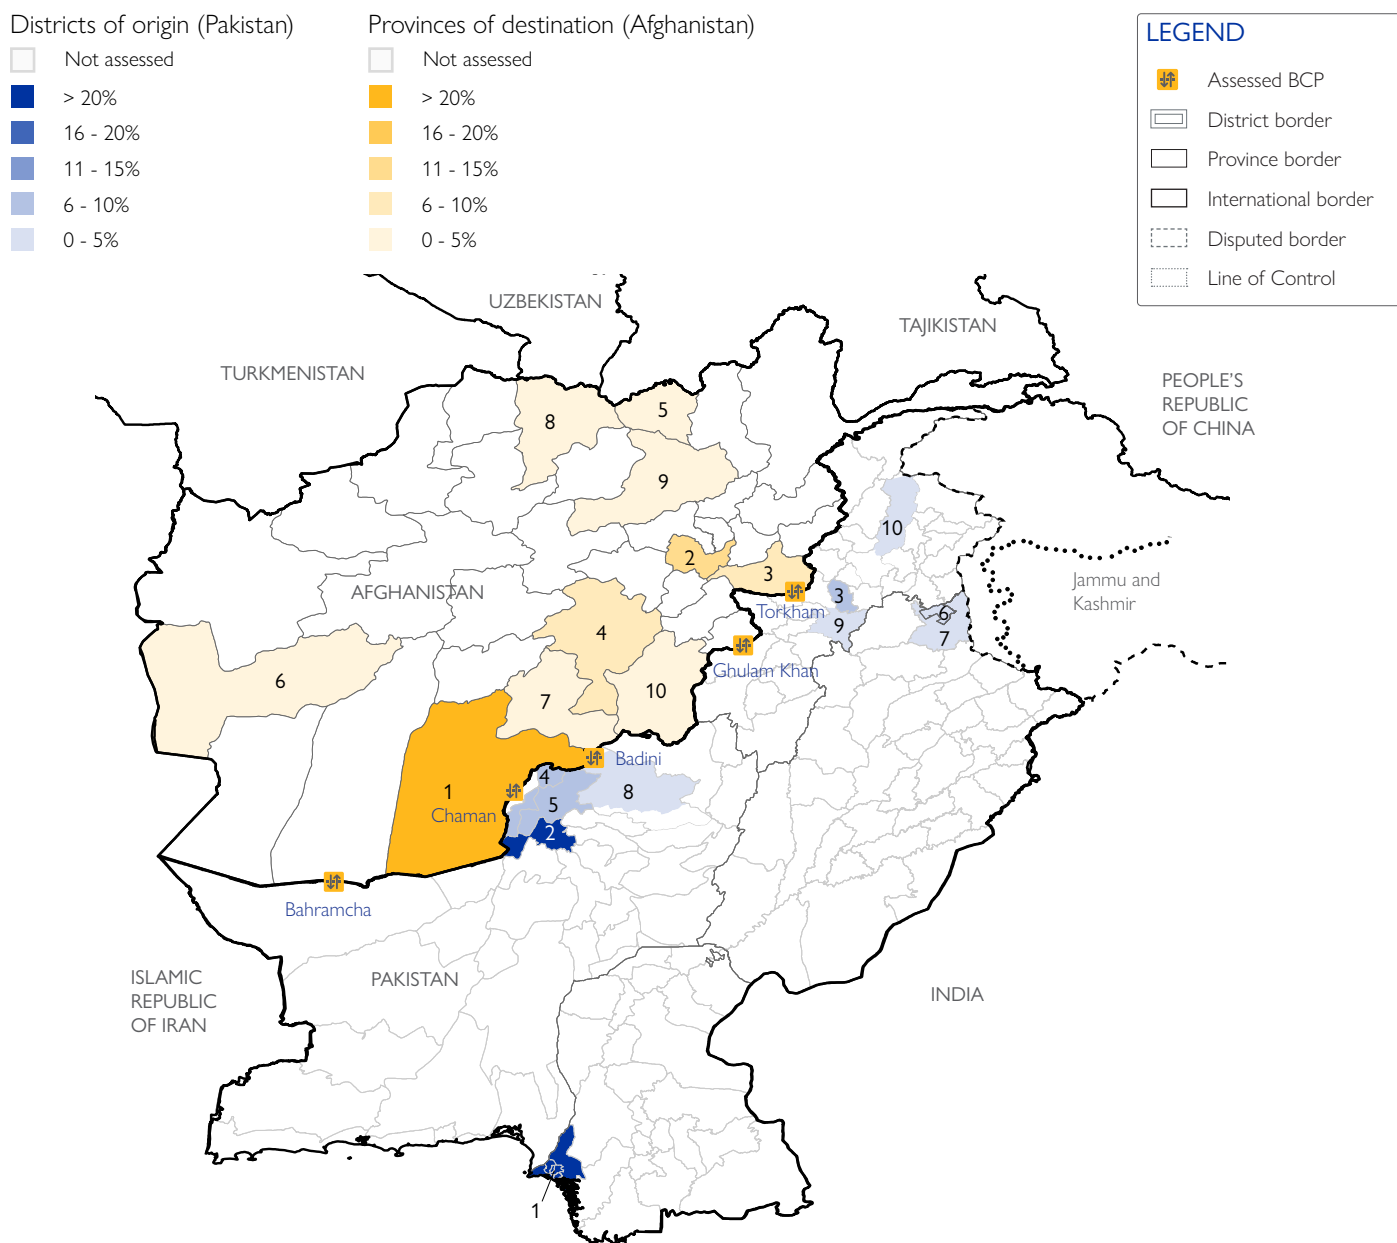 Districts of origin (Pakistan)
Not assessed
> 20%
16 - 20%
11 - 15%
6 - 10%
0 - 5%
Provinces of destination (Afghanistan)
Not assessed
> 20%
16 - 20%
11 - 15%
6 - 10%
0 - 5%
LEGEND
Assessed BCP
District border
Province border
International border
Disputed border
Line of Control
UZBEKISTAN
TAJIKISTAN
TURKMENISTAN
PEOPLE'S
REPUBLIC
OF CHINA
8
5
9
10
2
3
AFGHANISTAN
Jammu and
Kashmir
Torkham
3
6
9
7
4
Ghulam Khan
6
7
10
Badini
4
1
8
5
Chaman
2
Bahramcha
ISLAMIC
REPUBLIC
OF IRAN
PAKISTAN
INDIA
1